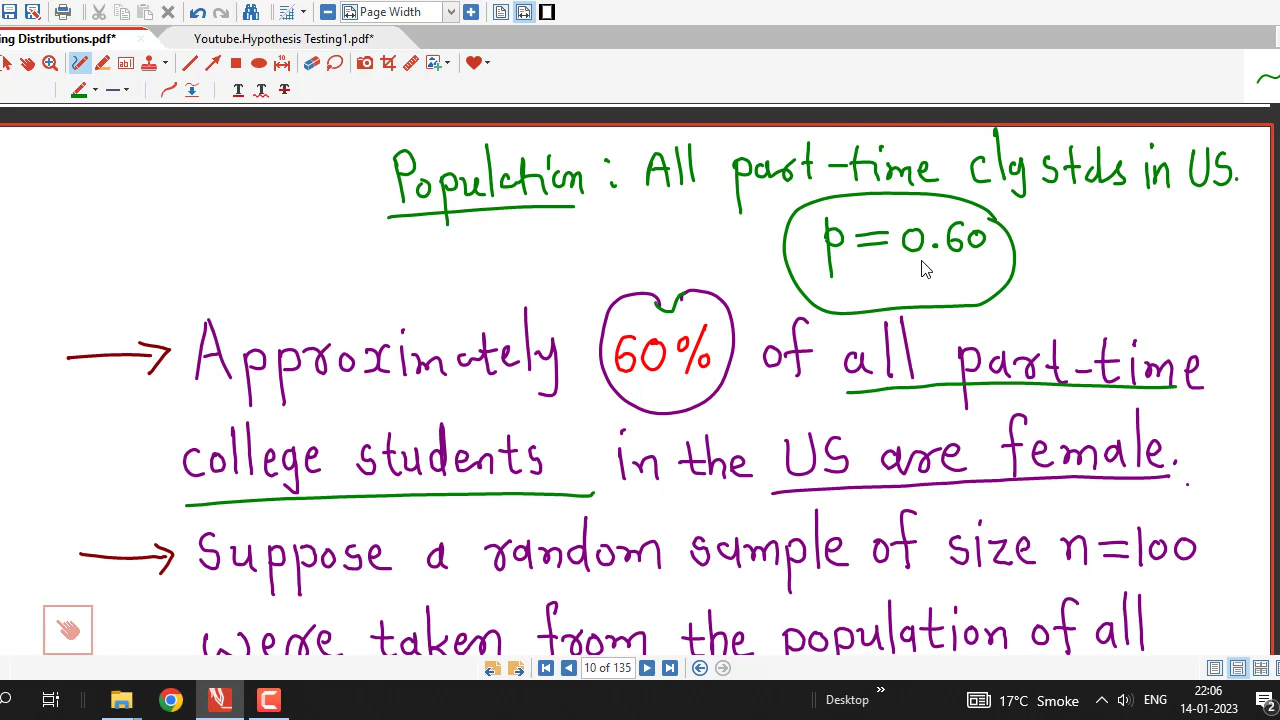 Page Width
ing Distributions.pdf*
Youtube.Hypothesis Testing1.pdf*
Population : All part-time clg stds in US.
p = 0.60
Approximately 60% of all part-time
college students in the US are female.
Suppose a random sample of size n=100
were taken from the population of all
10 of 135
Desktop
17°C Smoke
ENG
22:06
14-01-2023
2